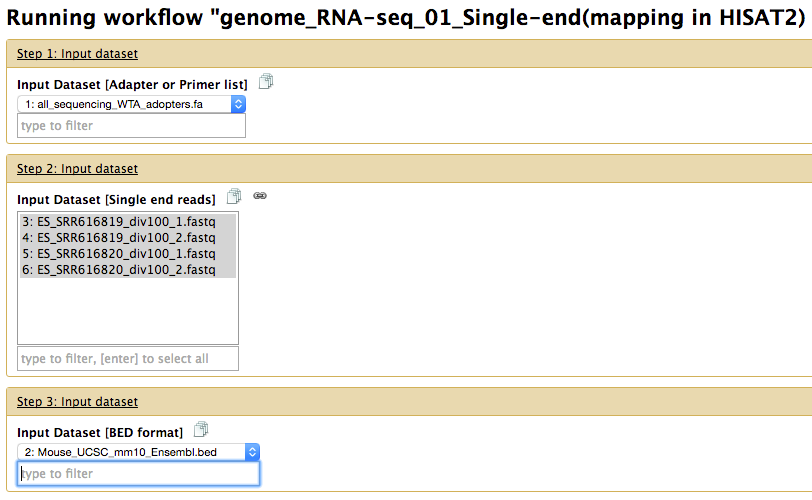 Running workflow "genome_RNA-seq_01_Single-end(mapping in HISAT2)
Step 1: Input dataset
Input Dataset [Adapter or Primer list]
1: all_sequencing_WTA_adopters.fa
type to filter
Step 2: Input dataset
Input Dataset [Single end reads]
3: ES_SRR616819_div100_1.fastq
4: ES_SRR616819_div100_2.fastq
5: ES_SRR616820_div100_1.fastq
6: ES_SRR616820_div100_2.fastq
type to filter, [enter] to select all
Step 3: Input dataset
Input Dataset [BED format]
2: Mouse_UCSC_mm10_Ensembl.bed
type to filter